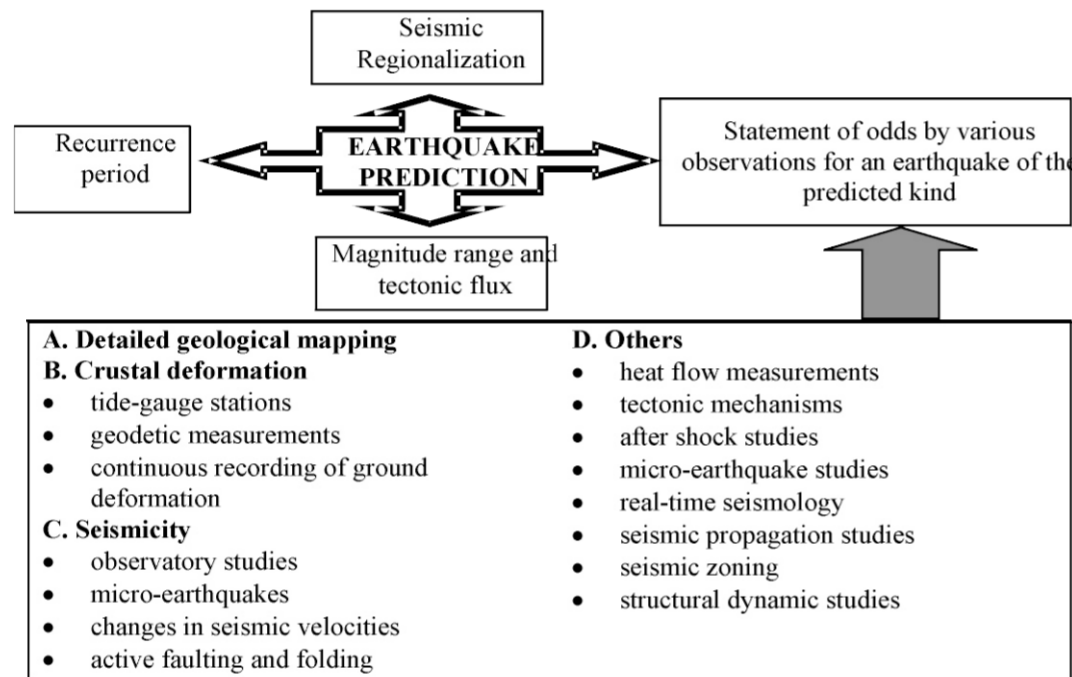 Seismic
Regionalization
Recurrence
period
EARTHQUAKE
PREDICTION
Statement of odds by various
observations for an earthquake of the
predicted kind
Magnitude range and
tectonic flux
A. Detailed geological mapping
B. Crustal deformation
• tide-gauge stations
• geodetic measurements
• continuous recording of ground
deformation
C. Seismicity
• observatory studies
• micro-earthquakes
• changes in seismic velocities
• active faulting and folding
D. Others
• heat flow measurements
• tectonic mechanisms
• after shock studies
• micro-earthquake studies
• real-time seismology
• seismic propagation studies
• seismic zoning
• structural dynamic studies